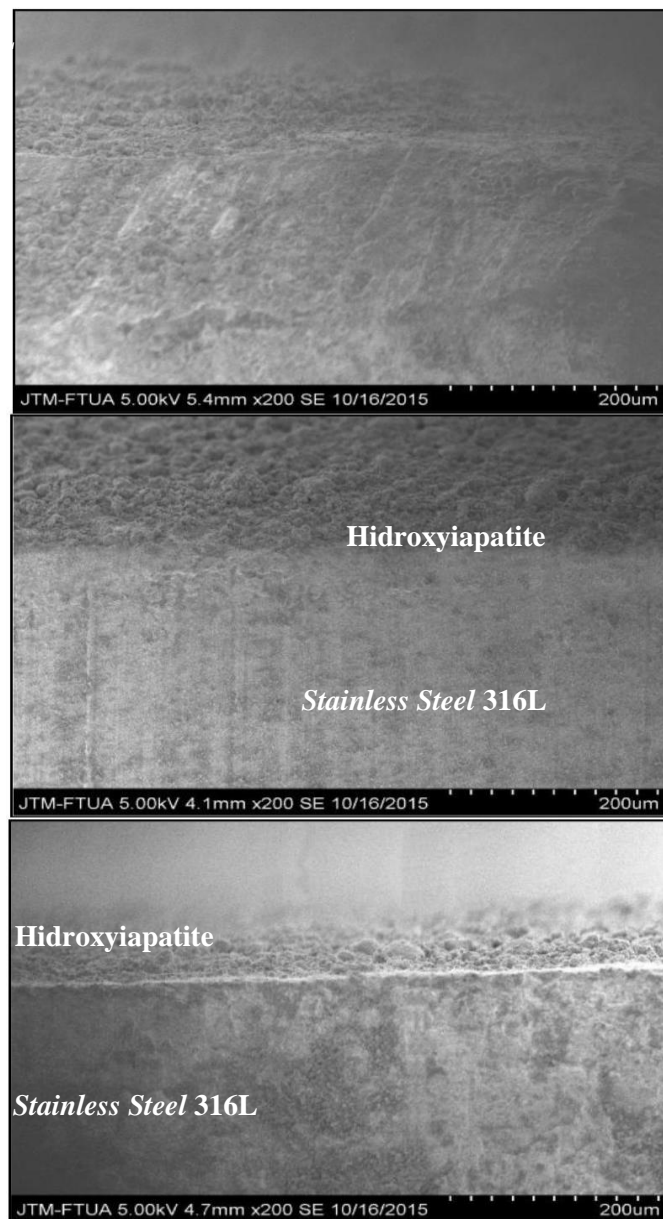 JTM-FTUA 5.00kV 5.4mm x200 SE 10/16/2015 200um
Hidroxyiapatite
Stainless Steel 316L
JTM-FTUA 5.00kV 4.1mm x200 SE 10/16/2015 200um
Hidroxyiapatite
Stainless Steel 316L
JTM-FTUA 5.00kV 4.7mm x200 SE 10/16/2015 200um